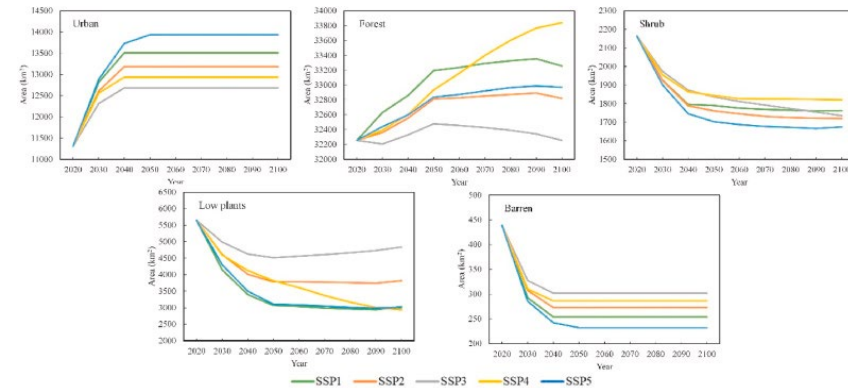 Urban
Area (km²)
14500
14000
13500
13000
12500
12000
11500
11000
2020 2030 2040 2050 2060 2070 2080 2090 2100
Year
Forest
Area (km²)
34000
33800
33600
33400
33200
33000
32800
32600
32400
32200
32000
2020 2030 2040 2050 2060 2070 2080 2090 2100
Year
Shrub
Area (km²)
2300
2200
2100
2000
1900
1800
1700
1600
1500
2020 2030 2040 2050 2060 2070 2080 2090 2100
Year
Low plants
Area (km²)
6500
6000
5500
5000
4500
4000
3500
3000
2500
2000
2020 2030 2040 2050 2060 2070 2080 2090 2100
Year
Barren
Area (km²)
500
450
400
350
300
250
200
2020 2030 2040 2050 2060 2070 2080 2090 2100
Year
SSP1 SSP2 SSP3 SSP4 SSP5